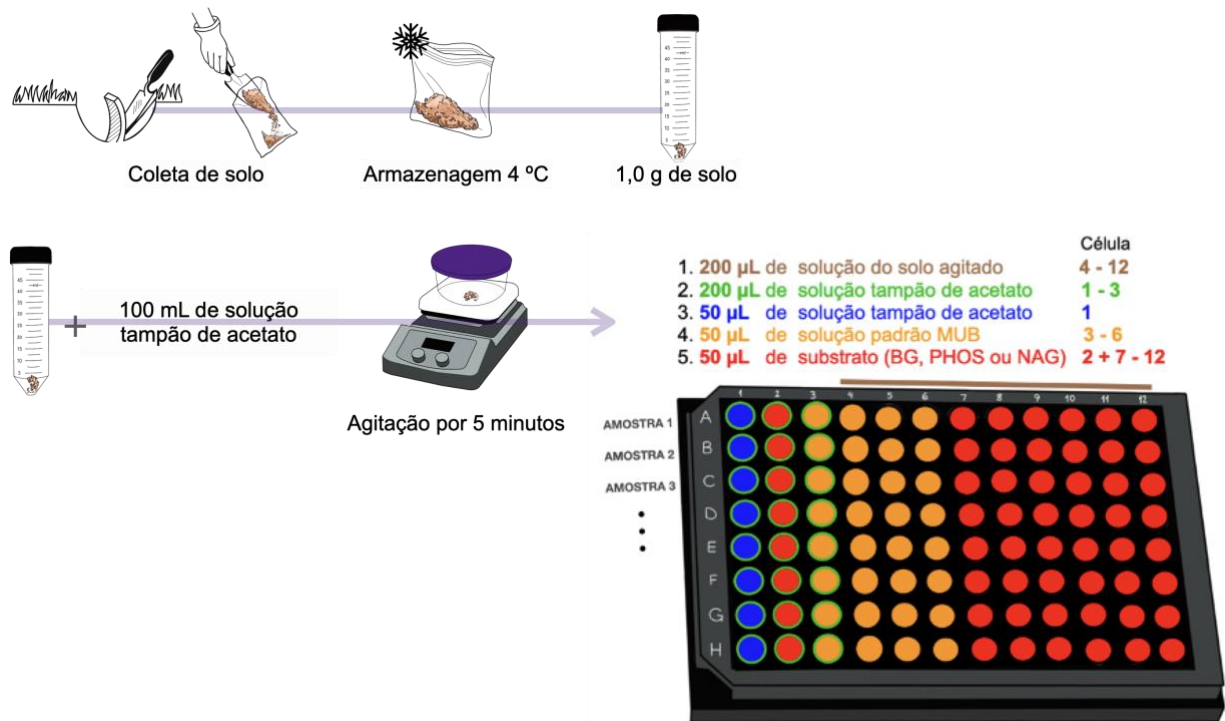 Coleta de solo
Armazenagem 4 ºC
1,0 g de solo
+
100 mL de solução
tampão de acetato
Agitação por 5 minutos
Célula
1. 200 µL de solução do solo agitado 4 - 12
2. 200 µL de solução tampão de acetato 1 - 3
3. 50 µL de solução tampão de acetato 1
4. 50 µL de solução padrão MUB 3 - 6
5. 50 µL de substrato (BG, PHOS ou NAG) 2 + 7 - 12
1 2 3 4 5 6 7 8 9 10 11 12
AMOSTRA 1 A
AMOSTRA 2 B
AMOSTRA 3 C
D
E
F
G
H